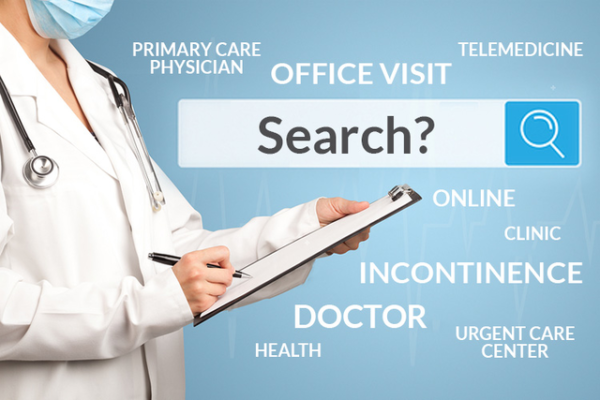 PRIMARY CARE
PHYSICIAN
TELEMEDICINE
OFFICE VISIT
Search?
ONLINE
CLINIC
INCONTINENCE
DOCTOR
URGENT CARE
CENTER
HEALTH